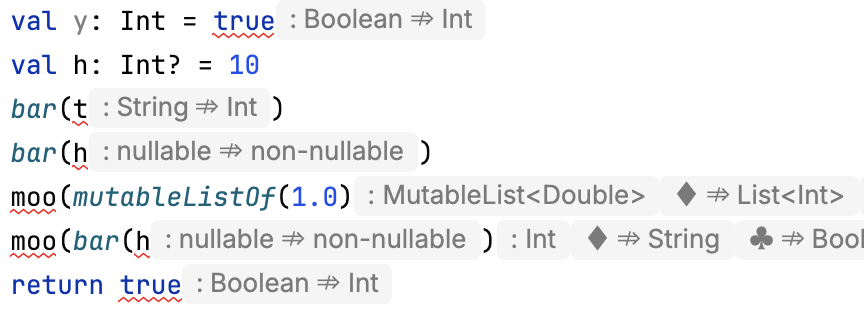 val y: Int = true : Boolean ⇏ Int
val h: Int? = 10
bar(t : String ⇏ Int )
bar(h : nullable ⇏ non-nullable )
moo(mutableListOf(1.0) : MutableList<Double> ♦ ⇏ List<Int>
moo(bar(h : nullable ⇏ non-nullable ) : Int ♦ ⇏ String ♣ ⇏ Bool
return true : Boolean ⇏ Int